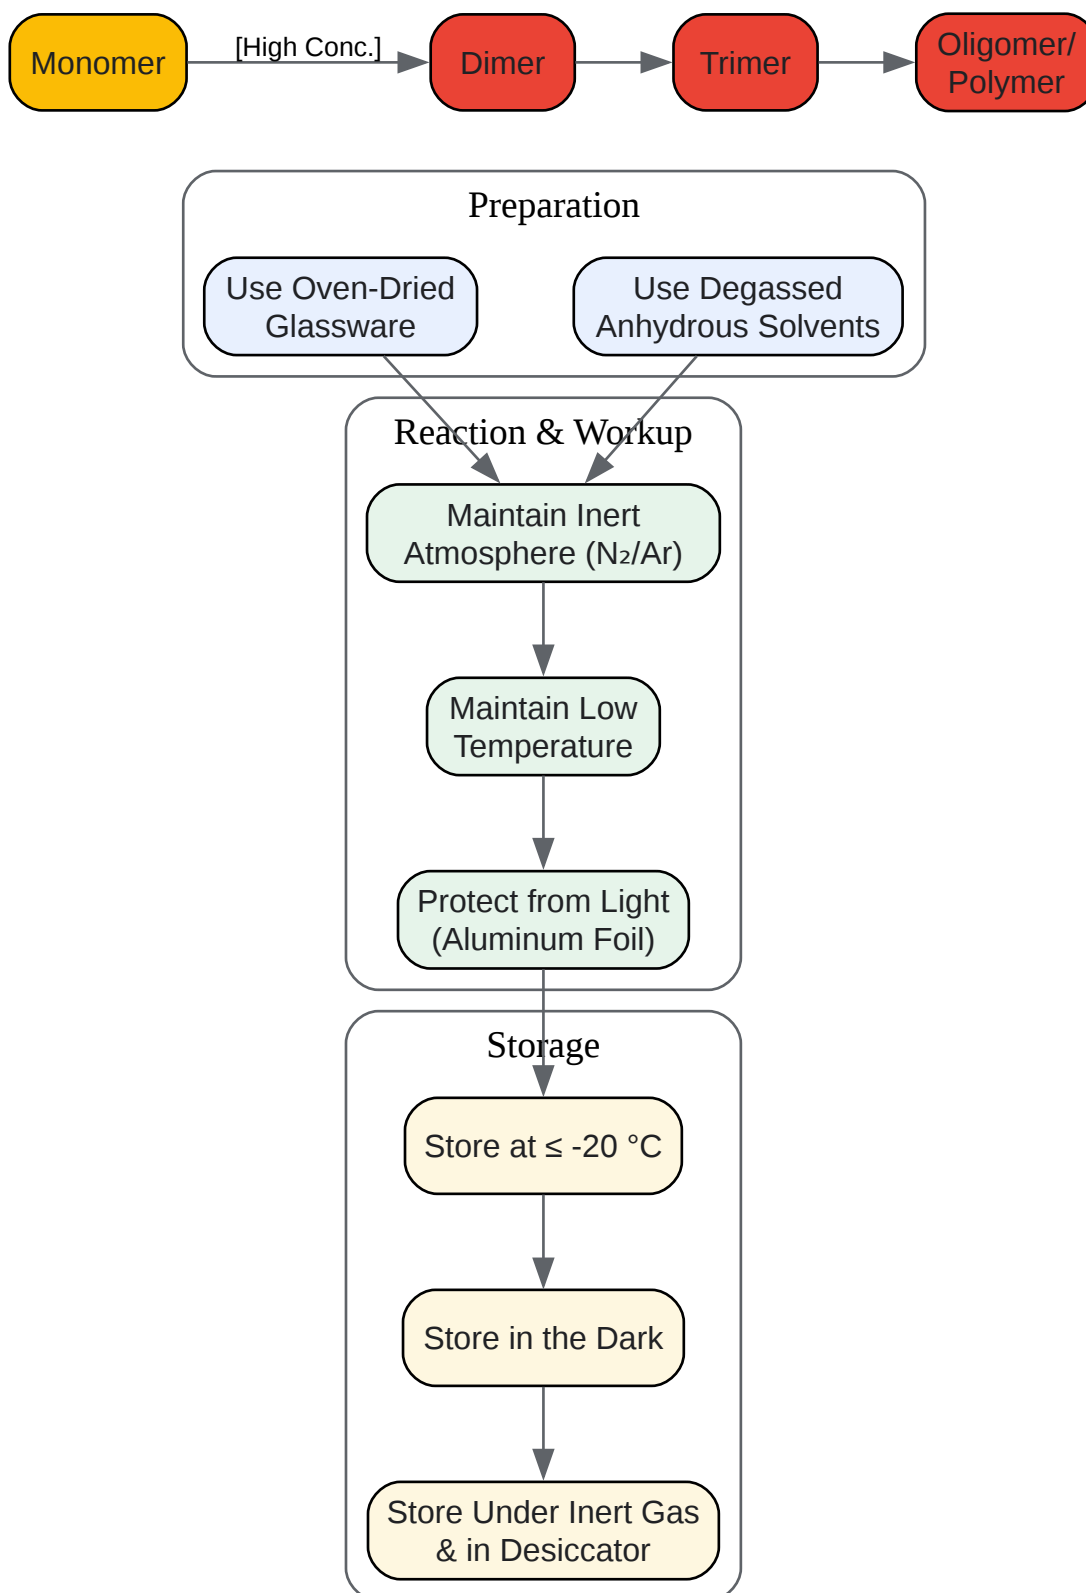 Monomer
[High Conc.]
Dimer
Trimer
Oligomer/
Polymer
Preparation
Use Oven-Dried
Glassware
Use Degassed
Anhydrous Solvents
Reaction & Workup
Maintain Inert
Atmosphere (N₂/Ar)
Maintain Low
Temperature
Protect from Light
(Aluminum Foil)
Storage
Store at ≤ -20 °C
Store in the Dark
Store Under Inert Gas
& in Desiccator